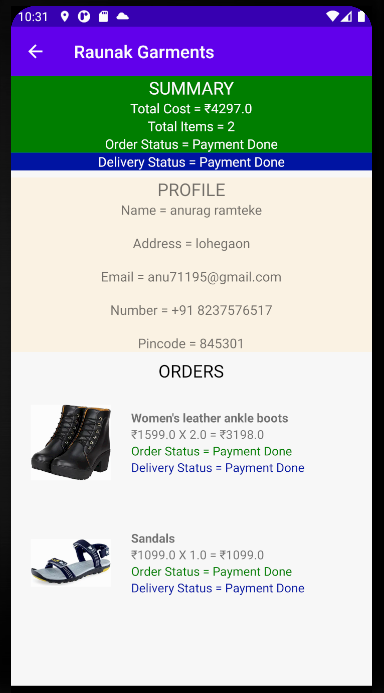 10:31
Raunak Garments
SUMMARY
Total Cost = ₹4297.0
Total Items = 2
Order Status = Payment Done
Delivery Status = Payment Done
PROFILE
Name = anurag ramteke
Address = lohegaon
Email = anu71195@gmail.com
Number = +91 8237576517
Pincode = 845301
ORDERS
Women's leather ankle boots
₹1599.0 X 2.0 = ₹3198.0
Order Status = Payment Done
Delivery Status = Payment Done
Sandals
₹1099.0 X 1.0 = ₹1099.0
Order Status = Payment Done
Delivery Status = Payment Done